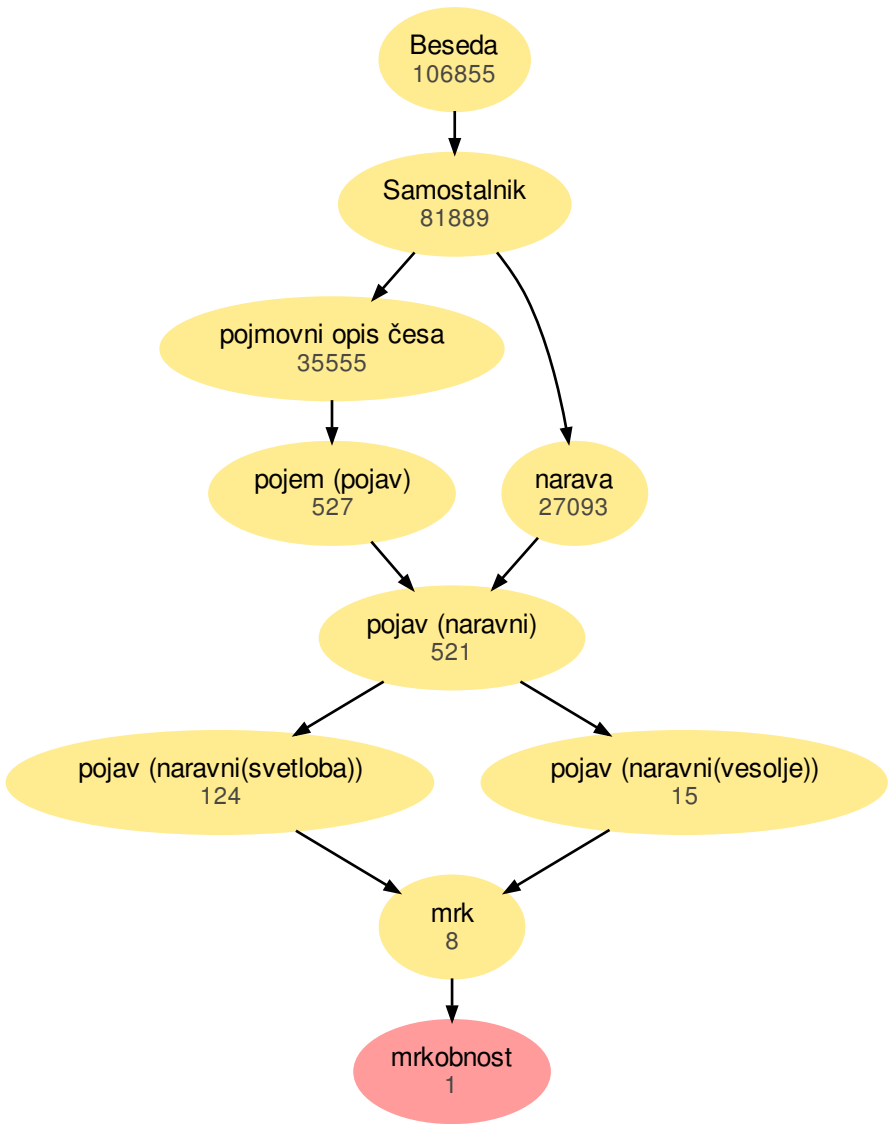 Beseda
106855
Samostalnik
81889
pojmovni opis česa
35555
pojem (pojav)
527
narava
27093
pojav (naravni)
521
pojav (naravni(svetloba))
124
pojav (naravni(vesolje))
15
mrk
8
mrkobnost
1